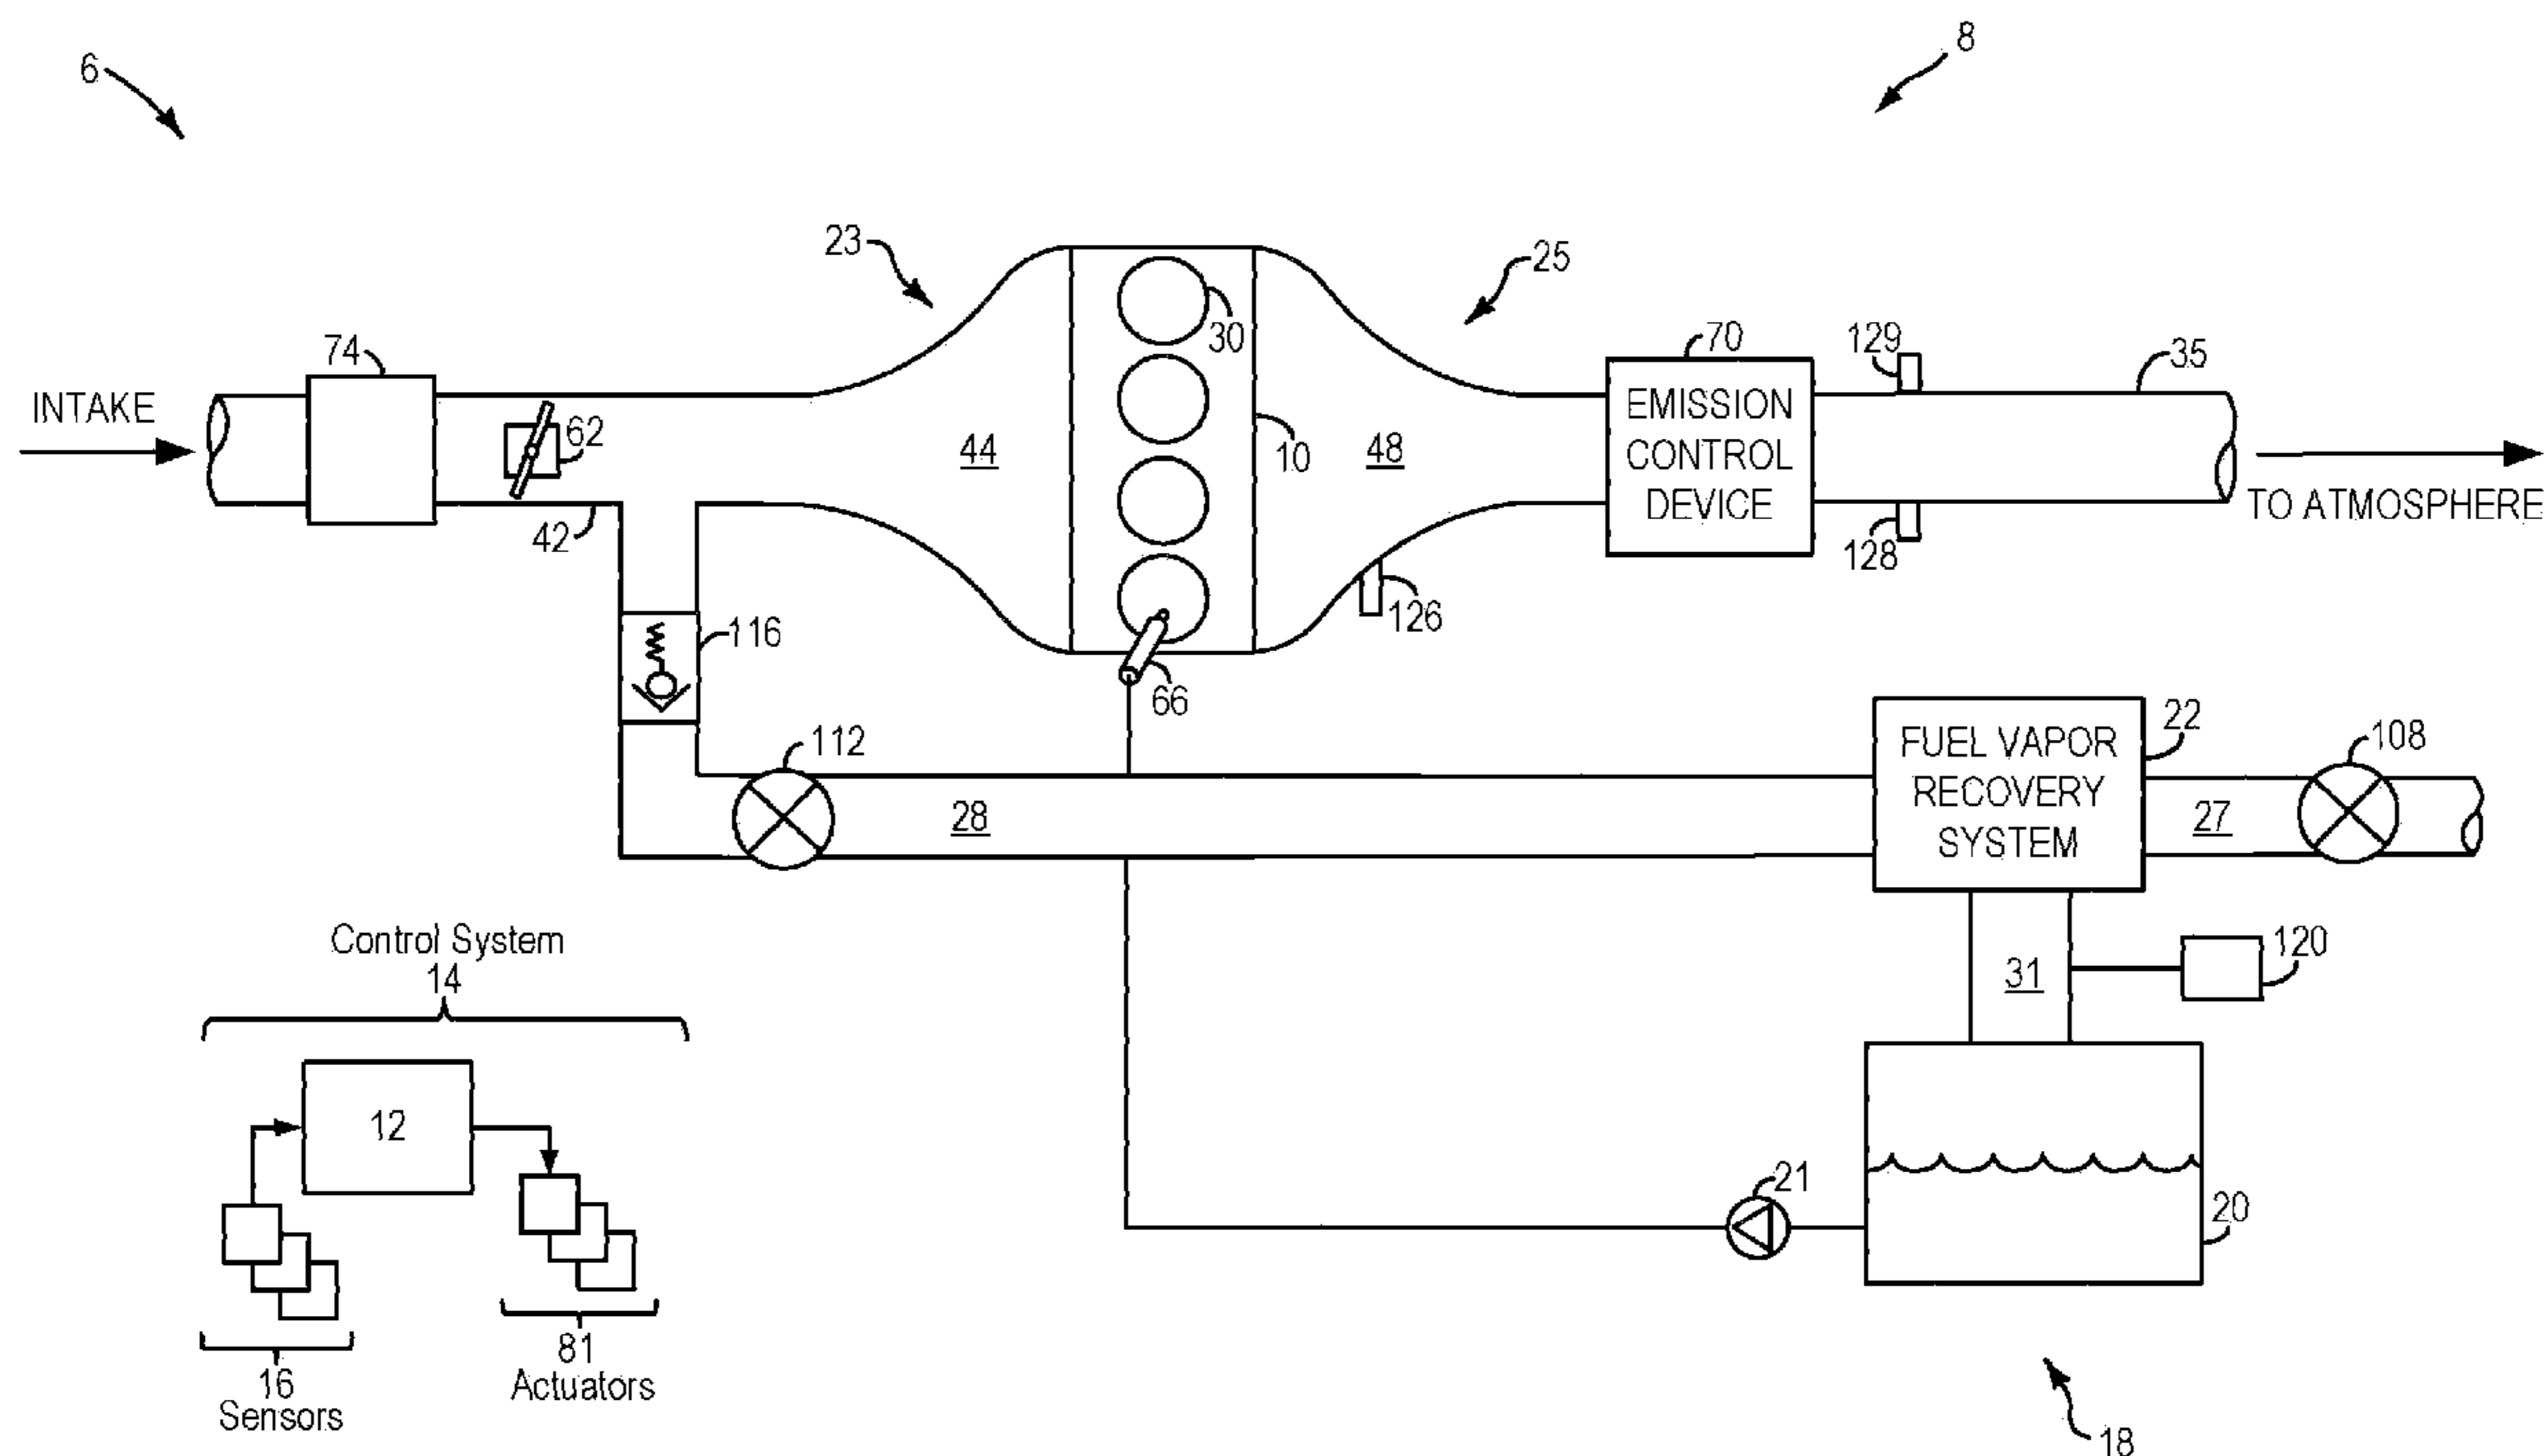 6
8
23
25
30
74
70
129
35
INTAKE
62
44
10
48
EMISSION
CONTROL
DEVICE
TO ATMOSPHERE
42
128
126
116
66
112
22
108
FUEL VAPOR
RECOVERY
SYSTEM
28
27
Control System
14
120
31
12
21
20
81
Actuators
16
Sensors
18